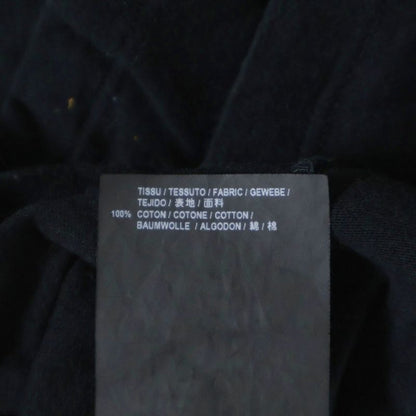 TISSU / TESSUTO / FABRIC / GEWEBE /
TEJIDO / 表地 / 面料
100% COTON / COTONE / COTTON /
BAUMWOLLE / ALGODON / 綿 / 棉